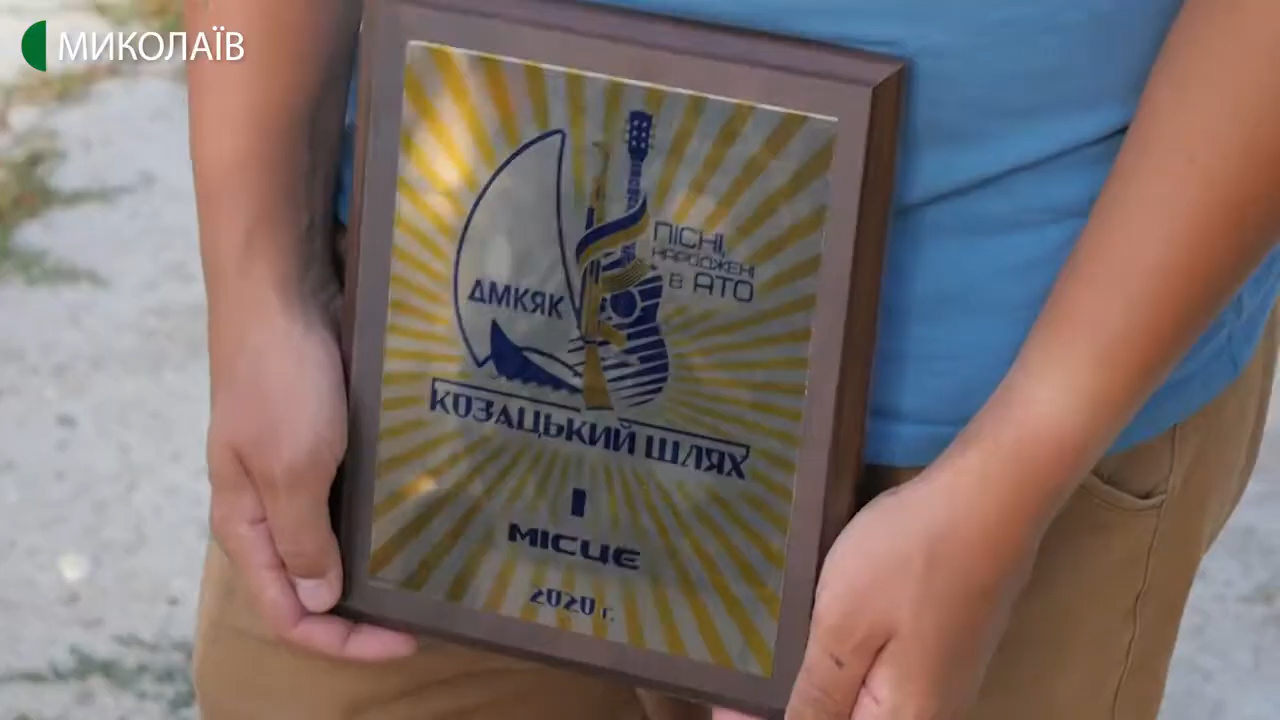 МИКОЛАЇВ
ПІСНІ,
НАРОДЖЕНІ
В АТО
ДМКЯК
КОЗАЦЬКИЙ ШЛЯХ
I
МІСЦЕ
2020 г.